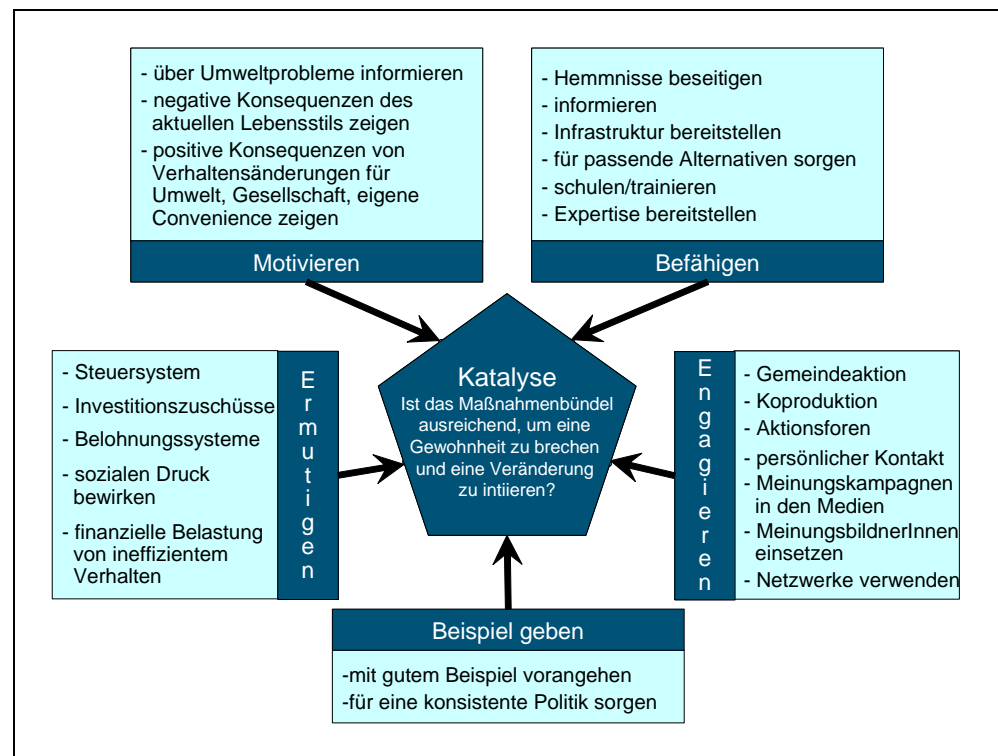 - über Umweltprobleme informieren
- negative Konsequenzen des
aktuellen Lebensstils zeigen
- positive Konsequenzen von
Verhaltensänderungen für
Umwelt, Gesellschaft, eigene
Convenience zeigen
Motivieren
- Hemmnisse beseitigen
- informieren
- Infrastruktur bereitstellen
- für passende Alternativen sorgen
- schulen/trainieren
- Expertise bereitstellen
Befähigen
- Steuersystem
- Investitionszuschüsse
- Belohnungssysteme
- sozialen Druck
bewirken
- finanzielle Belastung
von ineffizientem
Verhalten
Ermutigen
Katalyse
Ist das Maßnahmenbündel
ausreichend, um eine
Gewohnheit zu brechen
und eine Veränderung
zu intiieren?
Engagieren
- Gemeindeaktion
- Koproduktion
- Aktionsforen
- persönlicher Kontakt
- Meinungskampagnen
in den Medien
- MeinungsbildnerInnen
einsetzen
- Netzwerke verwenden
Beispiel geben
-mit gutem Beispiel vorangehen
-für eine konsistente Politik sorgen